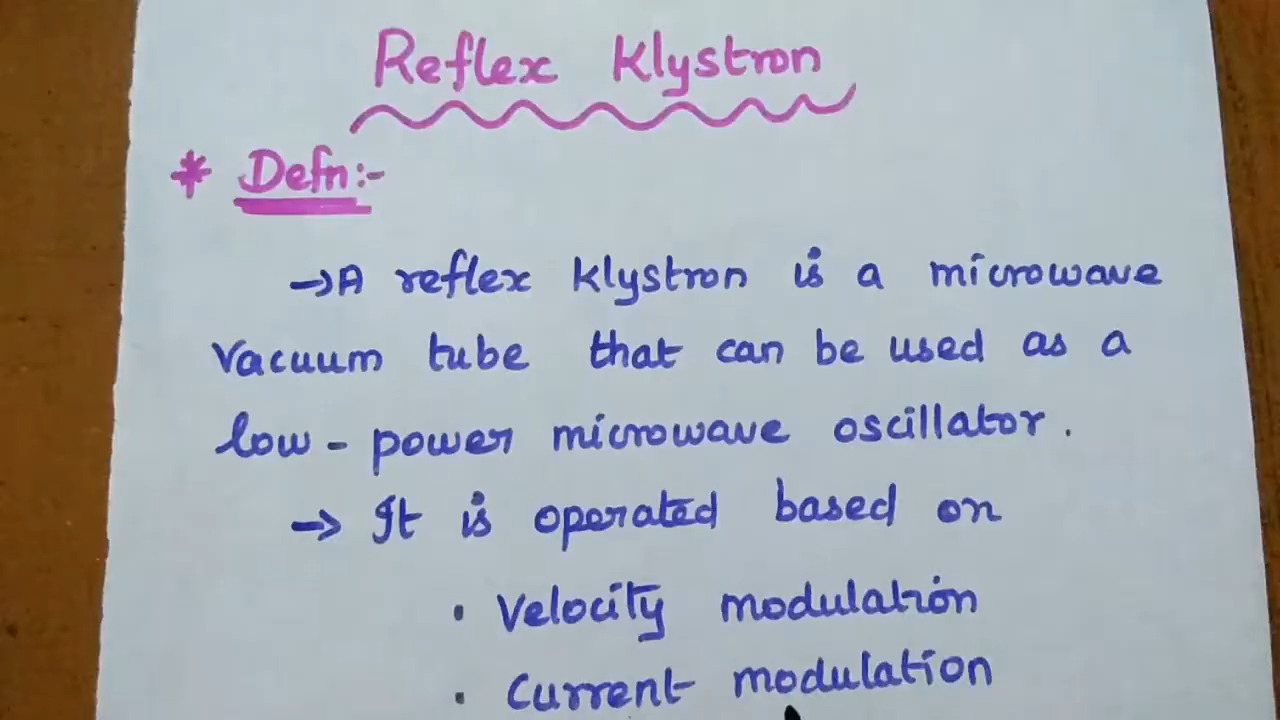 Reflex Klystron
* Defn:-
→ A reflex klystron is a microwave
vacuum tube that can be used as a
low-power microwave oscillator.
→ It is operated based on
• Velocity modulation
• Current modulation